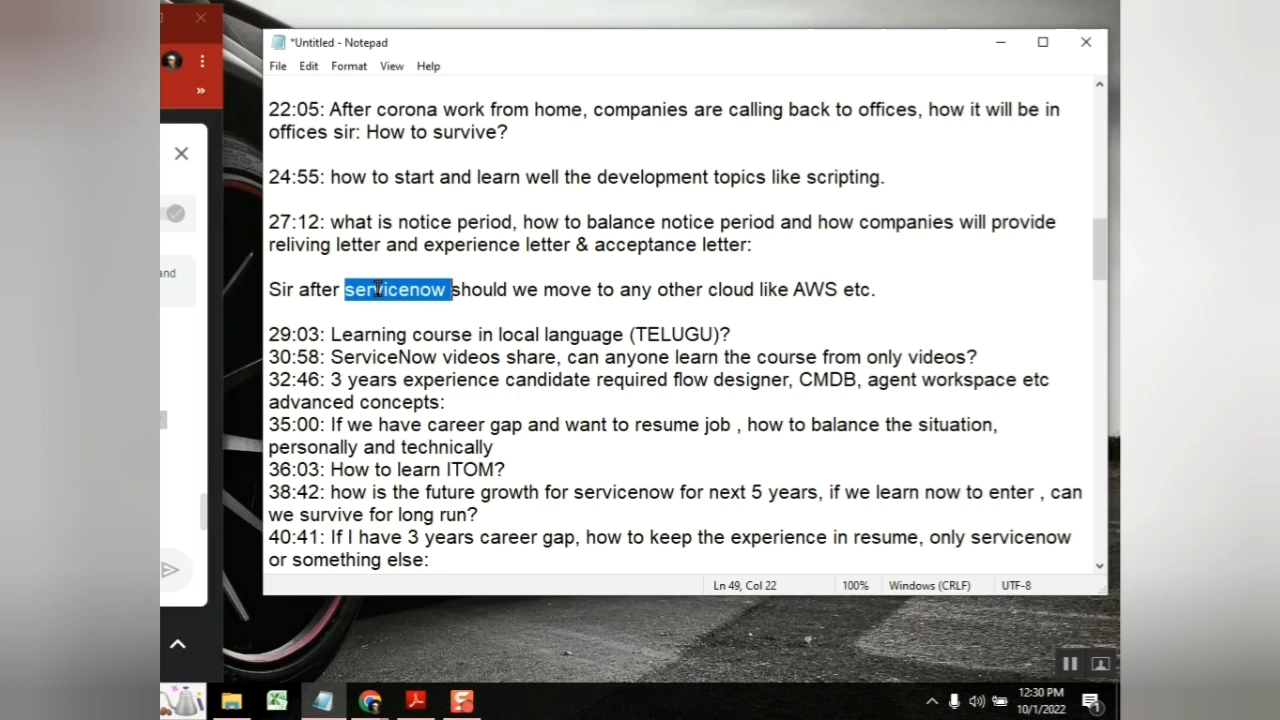 *Untitled - Notepad
File Edit Format View Help
22:05: After corona work from home, companies are calling back to offices, how it will be in
offices sir: How to survive?
24:55: how to start and learn well the development topics like scripting.
27:12: what is notice period, how to balance notice period and how companies will provide
reliving letter and experience letter & acceptance letter:
Sir after servicenow should we move to any other cloud like AWS etc.
29:03: Learning course in local language (TELUGU)?
30:58: ServiceNow videos share, can anyone learn the course from only videos?
32:46: 3 years experience candidate required flow designer, CMDB, agent workspace etc
advanced concepts:
35:00: If we have career gap and want to resume job , how to balance the situation,
personally and technically
36:03: How to learn ITOM?
38:42: how is the future growth for servicenow for next 5 years, if we learn now to enter , can
we survive for long run?
40:41: If I have 3 years career gap, how to keep the experience in resume, only servicenow
or something else:
and
Ln 49, Col 22 100% Windows (CRLF) UTF-8
12:30 PM
10/1/2022
1